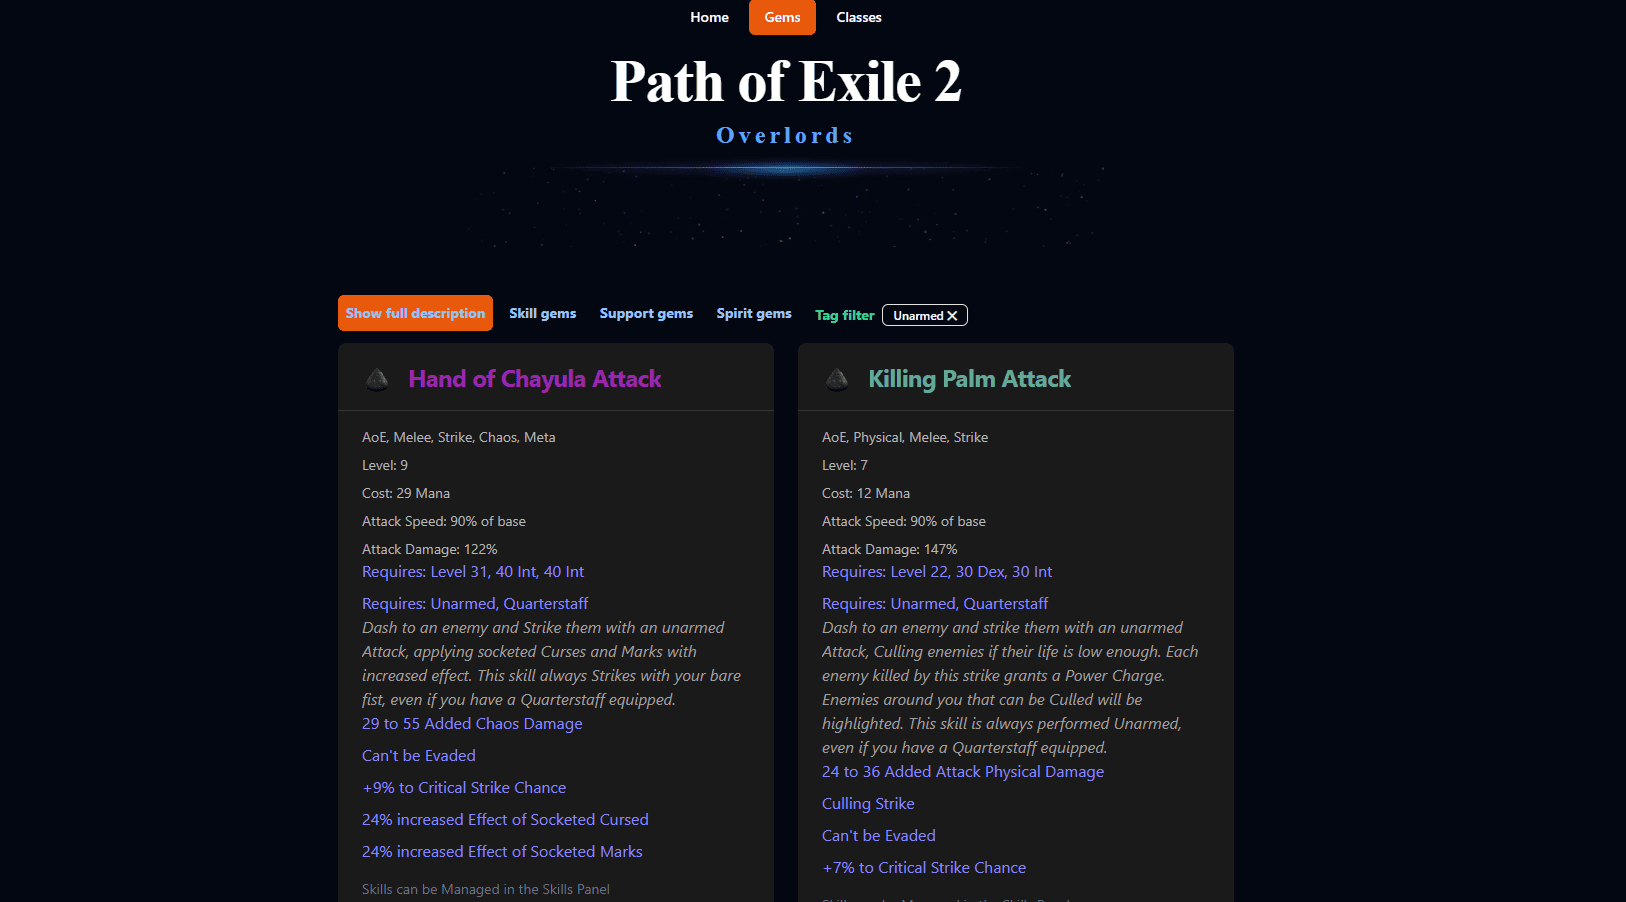 Home Gems Classes
Path of Exile 2
Overlords
Show full description Skill gems Support gems Spirit gems Tag filter Unarmed ✕
Hand of Chayula Attack
AoE, Melee, Strike, Chaos, Meta
Level: 9
Cost: 29 Mana
Attack Speed: 90% of base
Attack Damage: 122%
Requires: Level 31, 40 Int, 40 Int
Requires: Unarmed, Quarterstaff
Dash to an enemy and Strike them with an unarmed
Attack, applying socketed Curses and Marks with
increased effect. This skill always Strikes with your bare
fist, even if you have a Quarterstaff equipped.
29 to 55 Added Chaos Damage
Can't be Evaded
+9% to Critical Strike Chance
24% increased Effect of Socketed Cursed
24% increased Effect of Socketed Marks
Skills can be Managed in the Skills Panel
Killing Palm Attack
AoE, Physical, Melee, Strike
Level: 7
Cost: 12 Mana
Attack Speed: 90% of base
Attack Damage: 147%
Requires: Level 22, 30 Dex, 30 Int
Requires: Unarmed, Quarterstaff
Dash to an enemy and strike them with an unarmed
Attack, Culling enemies if their life is low enough. Each
enemy killed by this strike grants a Power Charge.
Enemies around you that can be Culled will be
highlighted. This skill is always performed Unarmed,
even if you have a Quarterstaff equipped.
24 to 36 Added Attack Physical Damage
Culling Strike
Can't be Evaded
+7% to Critical Strike Chance